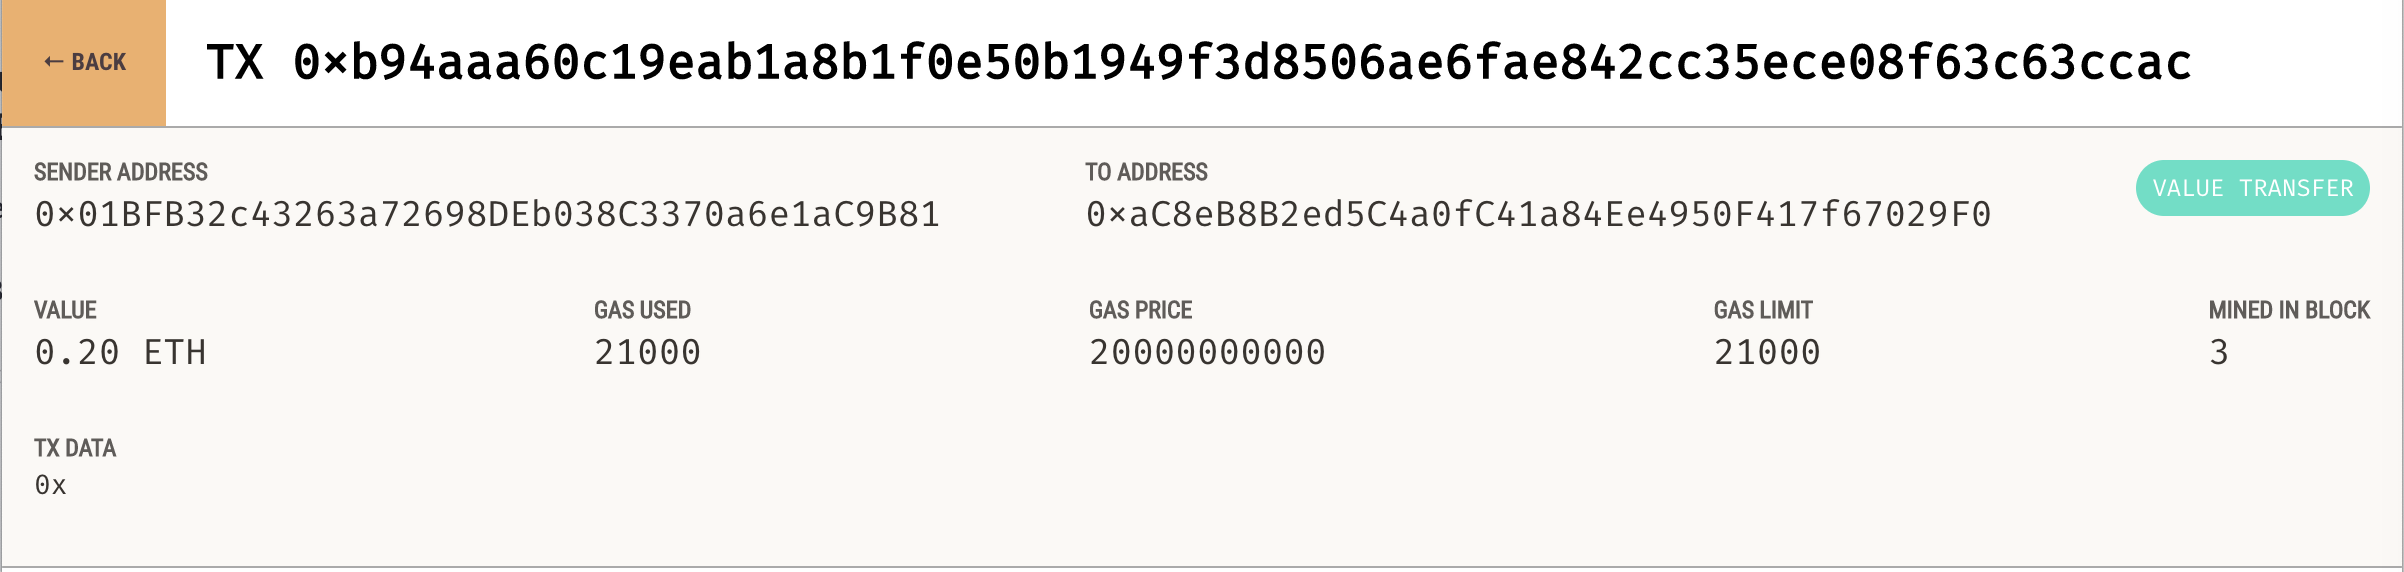 ← BACK
TX 0×b94aaa60c19eab1a8b1f0e50b1949f3d8506ae6fae842cc35ece08f63c63ccac
SENDER ADDRESS
0×01BFB32c43263a72698DEb038C3370a6e1aC9B81
TO ADDRESS
0×aC8eB8B2ed5C4a0fC41a84Ee4950F417f67029F0
VALUE TRANSFER
VALUE
0.20 ETH
GAS USED
21000
GAS PRICE
20000000000
GAS LIMIT
21000
MINED IN BLOCK
3
TX DATA
0x